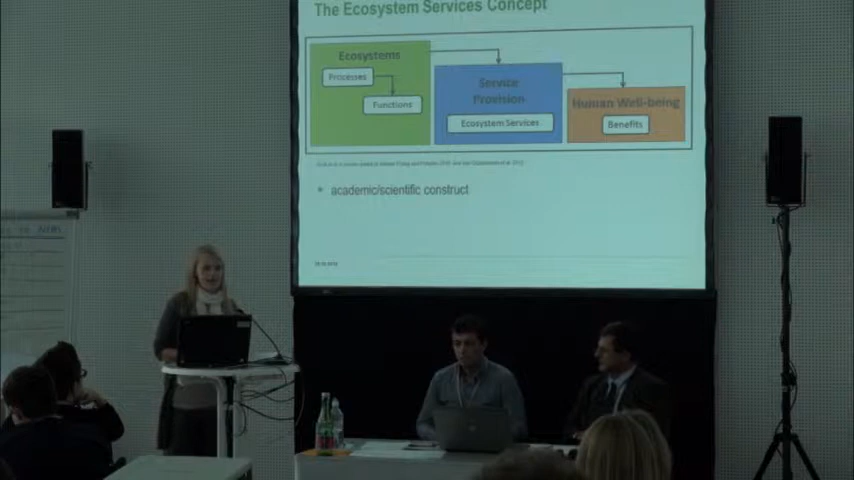 The Ecosystem Services Concept
Ecosystems
Processes
Functions
Service
Provision
Ecosystem Services
Human Well-being
Benefits
• academic/scientific construct